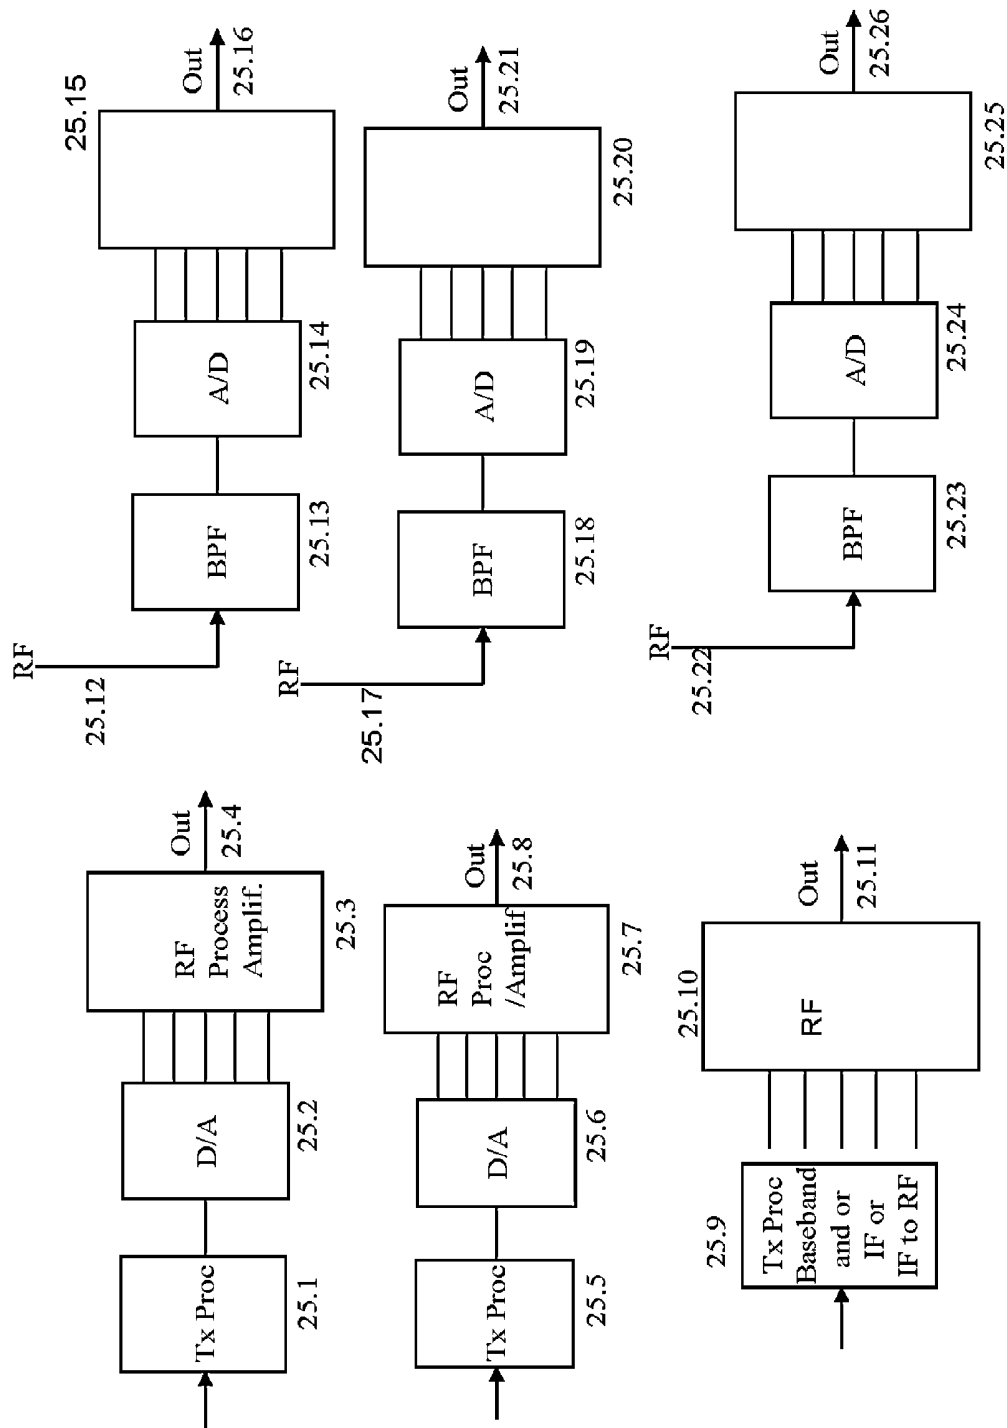 Tx Proc
25.1
D/A
25.2
RF
Process
Amplif.
25.3
Out
25.4
Tx Proc
25.5
D/A
25.6
RF
Proc
/Amplif
25.7
Out
25.8
25.9
Tx Proc
Baseband
and or
IF or
IF to RF
25.10
RF
Out
25.11
RF
25.12
BPF
25.13
A/D
25.14
25.15
Out
25.16
RF
25.17
BPF
25.18
A/D
25.19
25.20
Out
25.21
RF
25.22
BPF
25.23
A/D
25.24
25.25
Out
25.26